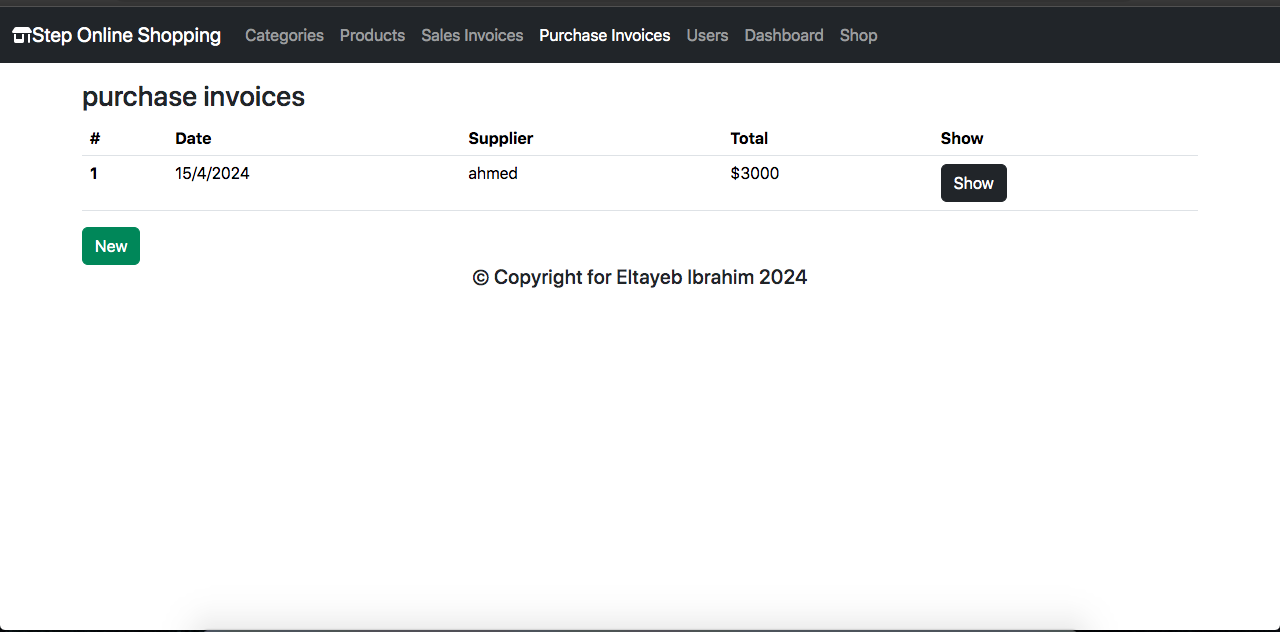 Step Online Shopping Categories Products Sales Invoices Purchase Invoices Users Dashboard Shop
purchase invoices
# Date Supplier Total Show
1 15/4/2024 ahmed $3000 Show
New
© Copyright for Eltayeb Ibrahim 2024